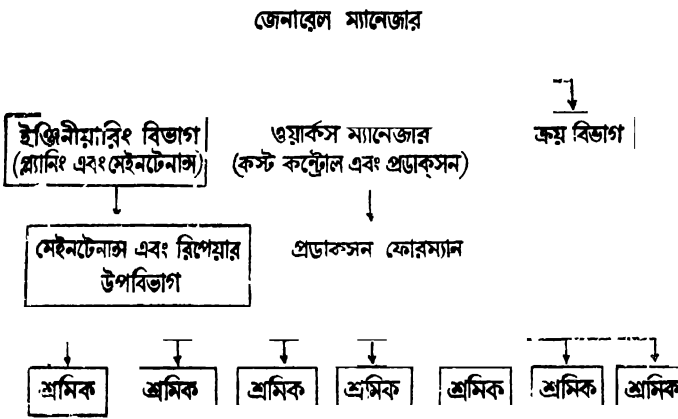 জেনারেল ম্যানেজার
ইঞ্জিনীয়ারিং বিভাগ
(প্ল্যানিং এবং মেইনটেনান্স)
ওয়ার্কস ম্যানেজার
(কস্ট কন্ট্রোল এবং প্রডাক্সন)
ক্রয় বিভাগ
মেইনটেনান্স এবং রিপেয়ার
উপবিভাগ
প্রডাকসন ফোরম্যান
শ্রমিক শ্রমিক শ্রমিক শ্রমিক শ্রমিক শ্রমিক শ্রমিক